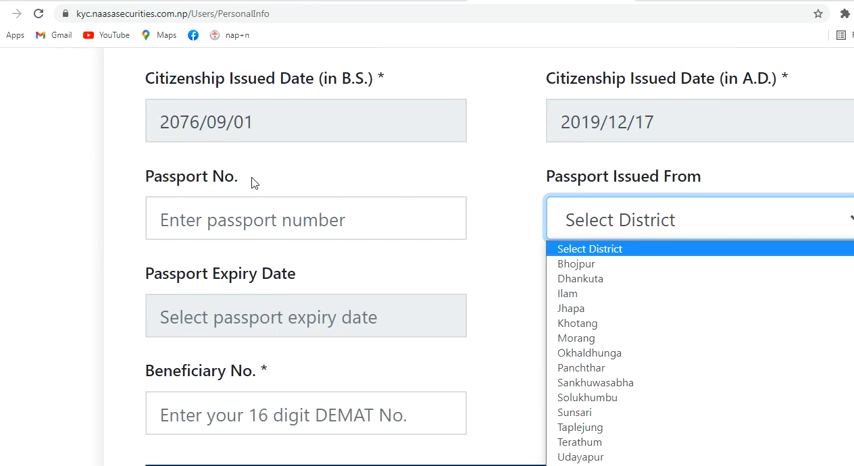 kyc.naasasecurities.com.np/Users/PersonalInfo
Apps Gmail YouTube Maps nap+n
Citizenship Issued Date (in B.S.) * Citizenship Issued Date (in A.D.) *
2076/09/01 2019/12/17
Passport No. Passport Issued From
Enter passport number Select District
Select District
Bhojpur
Passport Expiry Date Dhankuta
Ilam
Select passport expiry date Jhapa
Khotang
Morang
Okhaldhunga
Beneficiary No. * Panchthar
Sankhuwasabha
Solukhumbu
Enter your 16 digit DEMAT No. Sunsari
Taplejung
Terathum
Udayapur